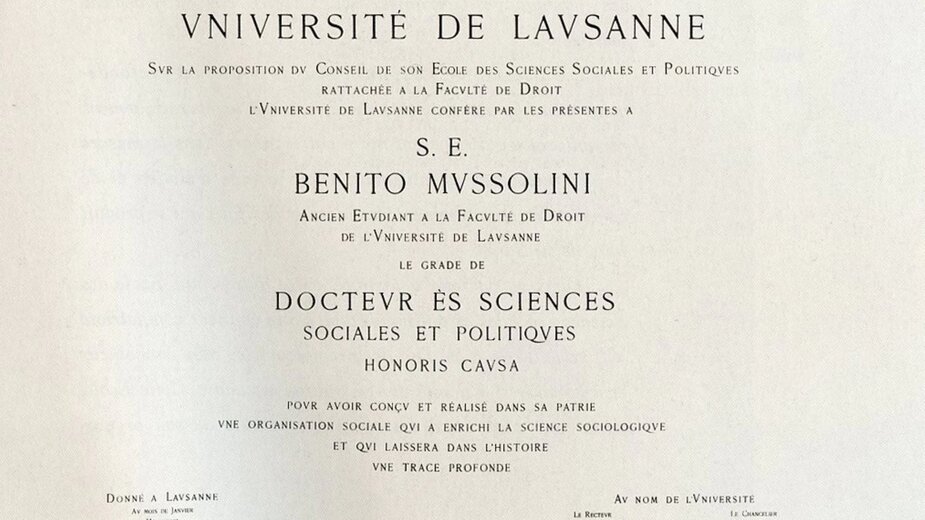 VNIVERSITÉ DE LAVSANNE
SVR LA PROPOSITION DV CONSEIL DE SON ECOLE DES SCIENCES SOCIALES ET POLITIQVES
RATTACHÉE A LA FACVLTÉ DE DROIT
L'VNIVERSITÉ DE LAVSANNE CONFÈRE PAR LES PRÉSENTES A
S. E.
BENITO MVSSOLINI
ANCIEN ETVDIANT A LA FACVLTÉ DE DROIT
DE L'VNIVERSITÉ DE LAVSANNE
LE GRADE DE
DOCTEVR ÈS SCIENCES
SOCIALES ET POLITIQVES
HONORIS CAVSA
POVR AVOIR CONÇV ET RÉALISÉ DANS SA PATRIE
VNE ORGANISATION SOCIALE QVI A ENRICHI LA SCIENCE SOCIOLOGIQVE
ET QVI LAISSERA DANS L'HISTOIRE
VNE TRACE PROFONDE
DONNÉ A LAVSANNE
AV MOIS DE JANVIER
AV NOM DE L'VNIVERSITÉ
LE RECTEVR
LE CHANCELIER